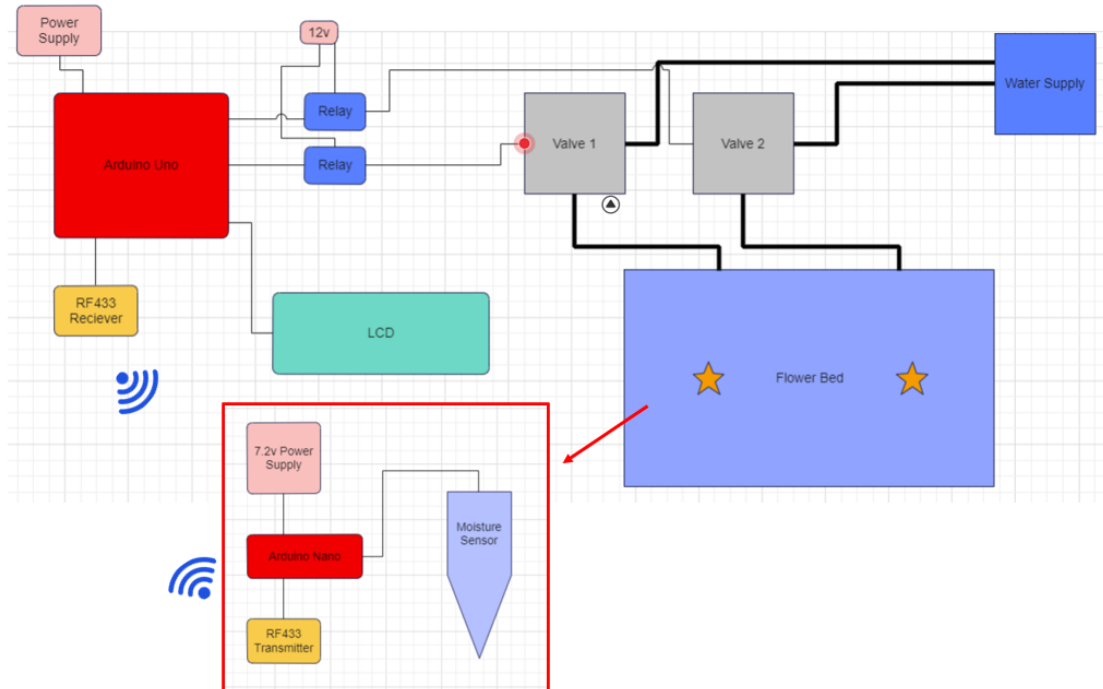 Power
Supply
12v
Relay
Water Supply
Arduino Uno
Valve 1
Valve 2
Relay
RF433
Reciever
LCD
Flower Bed
7.2v Power
Supply
Moisture
Sensor
Arduino Nano
RF433
Transmitter